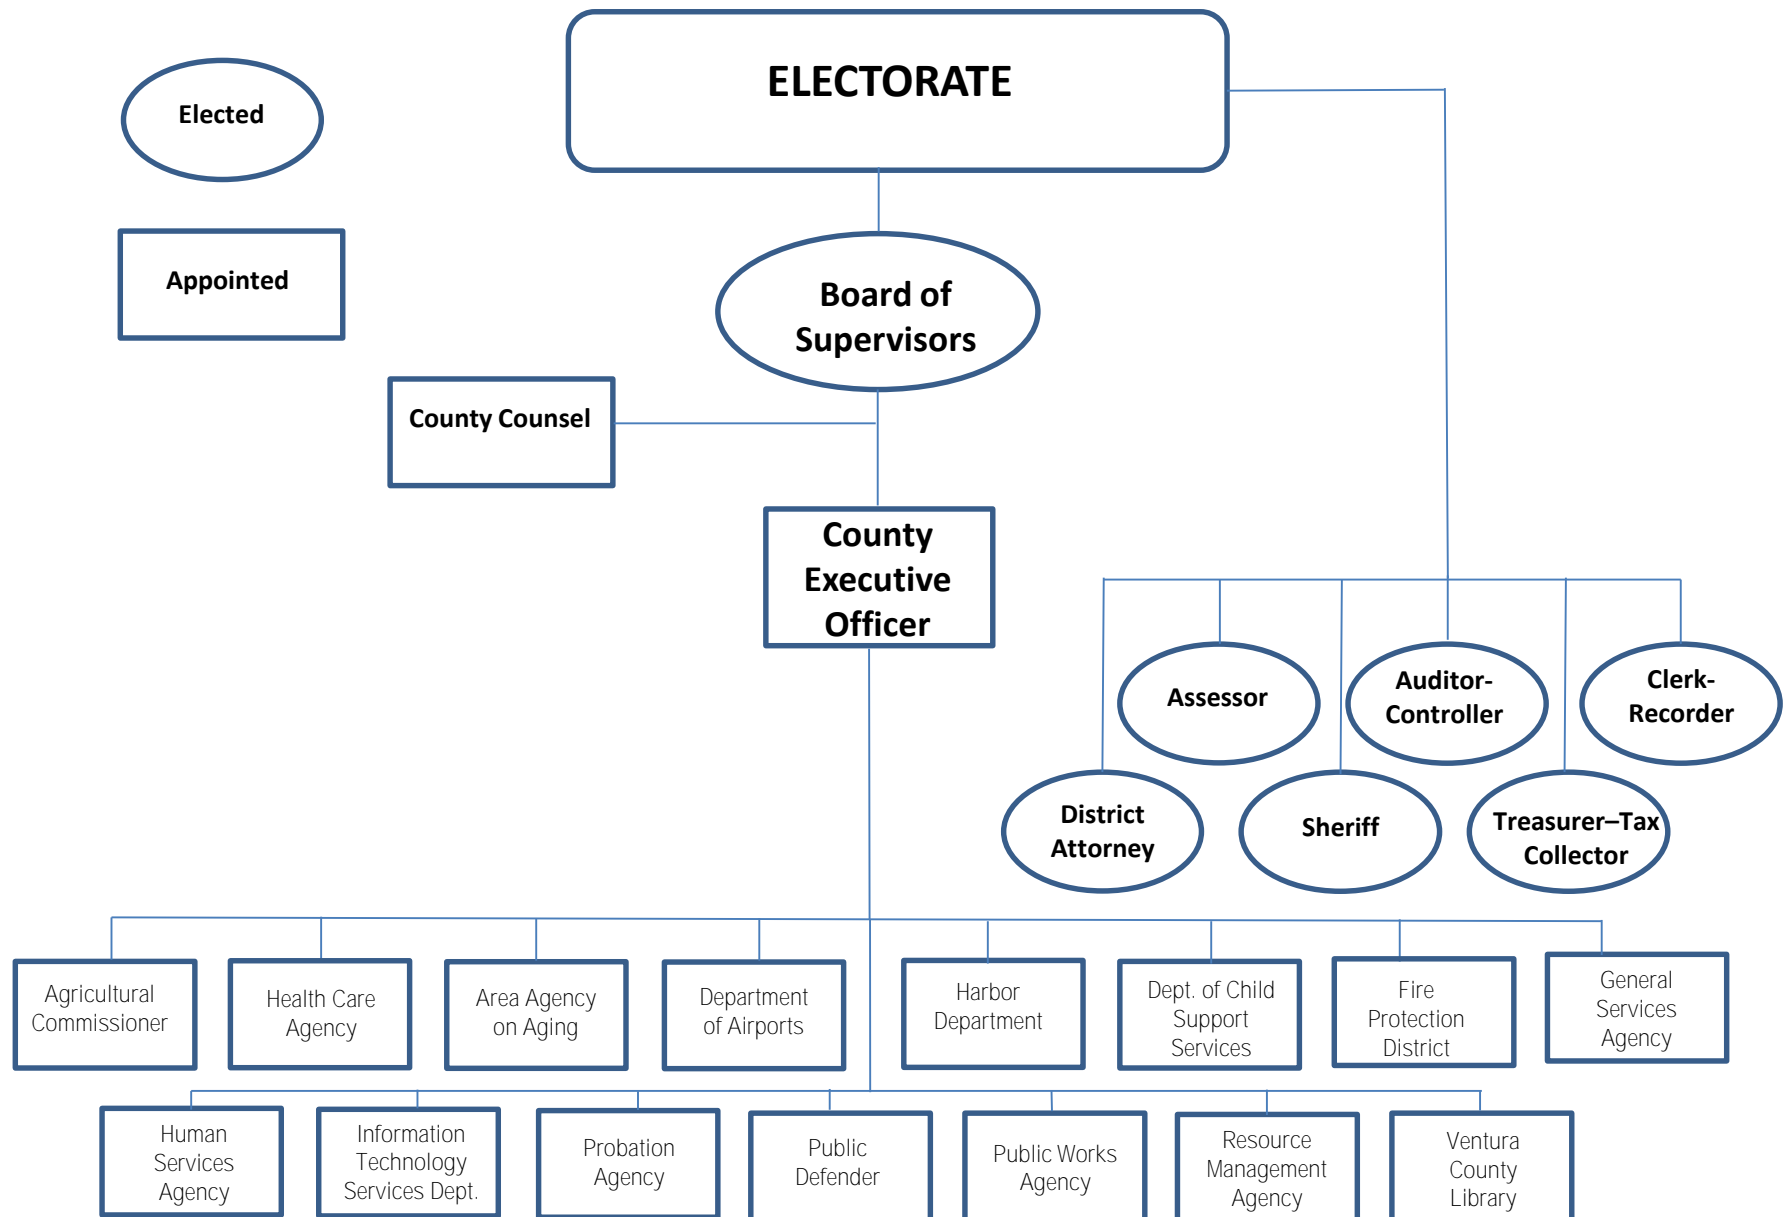 ELECTORATE
Elected
Appointed
Board of
Supervisors
County Counsel
County
Executive
Officer
Assessor
Auditor-
Controller
Clerk-
Recorder
District
Attorney
Sheriff
Treasurer–Tax
Collector
Agricultural
Commissioner
Health Care
Agency
Area Agency
on Aging
Department
of Airports
Harbor
Department
Dept. of Child
Support
Services
Fire
Protection
District
General
Services
Agency
Human
Services
Agency
Information
Technology
Services Dept.
Probation
Agency
Public
Defender
Public Works
Agency
Resource
Management
Agency
Ventura
County
Library